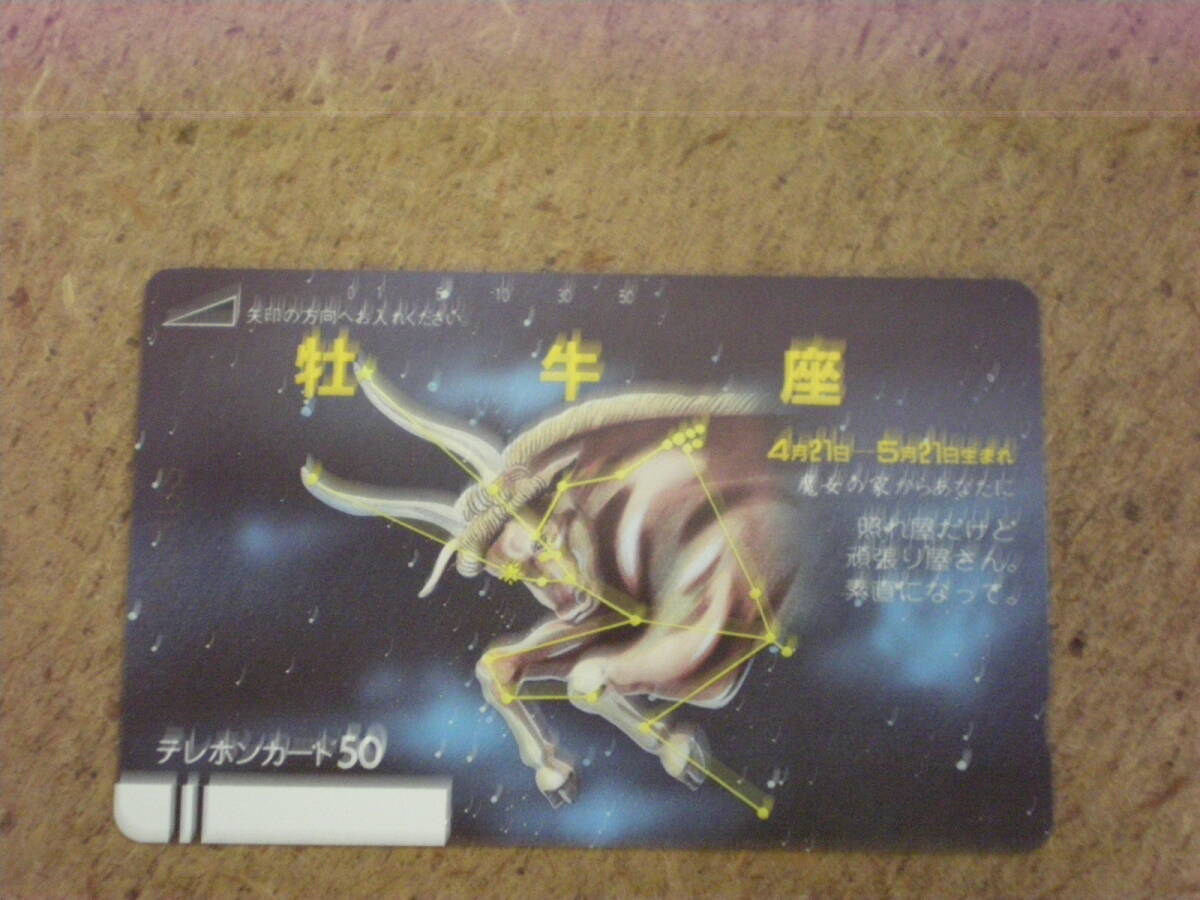 0 1 5 10 30 50
矢印の方向へお入れください
牡牛座
4月21日—5月21日生まれ
魔女の家からあなたに
照れ屋だけど
頑張り屋さん。
素直になって。
テレホンカード50